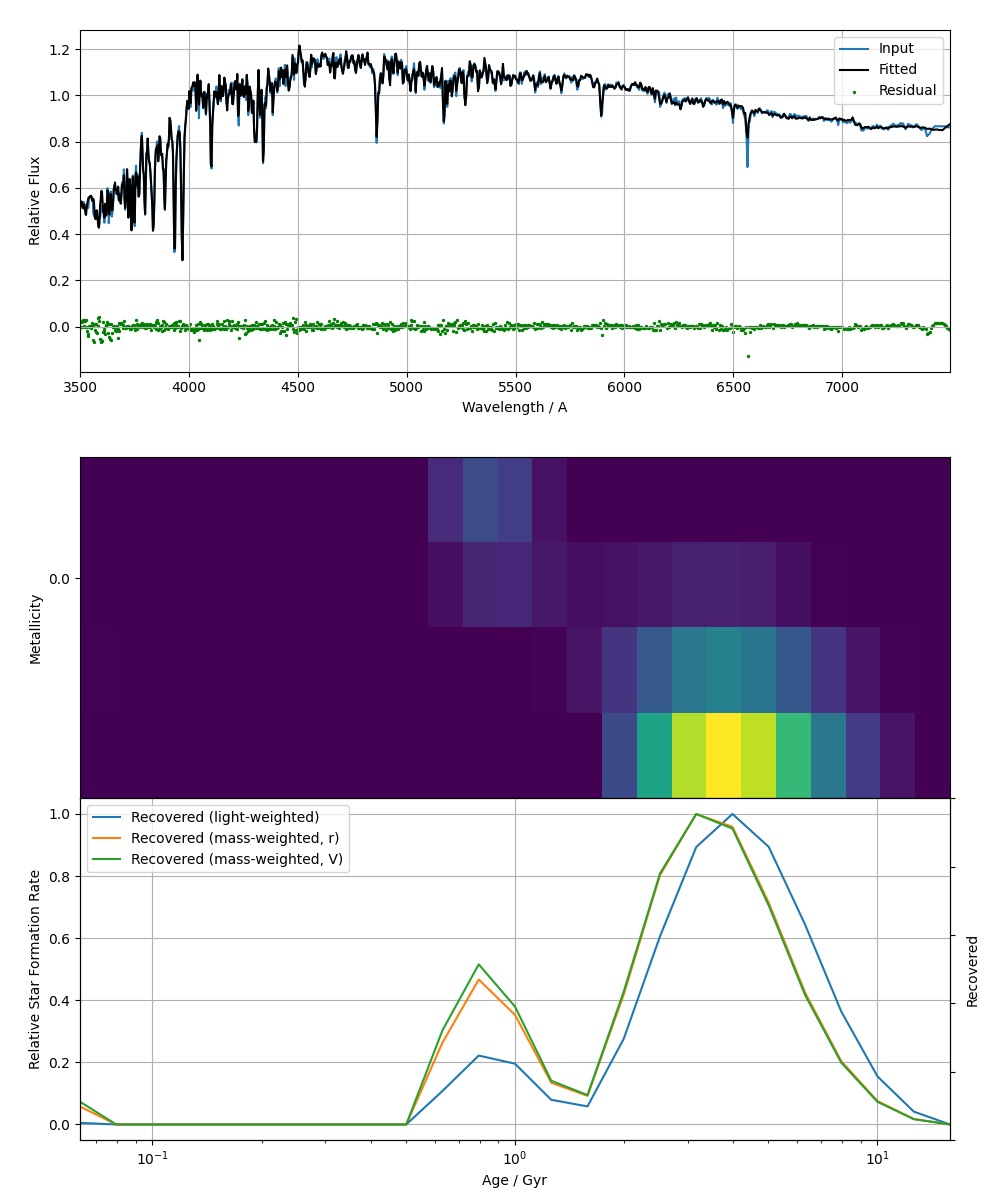 1.2
1.0
0.8
0.6
0.4
0.2
0.0
Relative Flux
Input
Fitted
Residual
3500 4000 4500 5000 5500 6000 6500 7000
Wavelength / A
0.0
Metallicity
Recovered (light-weighted)
Recovered (mass-weighted, r)
Recovered (mass-weighted, V)
1.0
0.8
0.6
0.4
0.2
0.0
Relative Star Formation Rate
Recovered
10⁻¹ 10⁰ 10¹
Age / Gyr